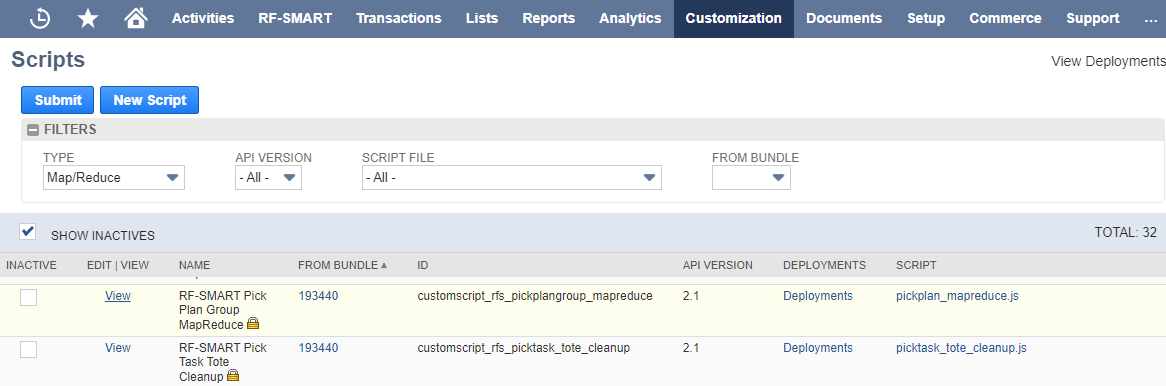 Activities RF-SMART Transactions Lists Reports Analytics Customization Documents Setup Commerce Support ...
Scripts
View Deployments
Submit New Script
FILTERS
TYPE API VERSION SCRIPT FILE FROM BUNDLE
Map/Reduce - All - - All -
SHOW INACTIVES TOTAL: 32
INACTIVE EDIT | VIEW NAME FROM BUNDLE ID API VERSION DEPLOYMENTS SCRIPT
View RF-SMART Pick 193440 customscript_rfs_pickplangroup_mapreduce 2.1 Deployments pickplan_mapreduce.js
Plan Group
MapReduce
View RF-SMART Pick 193440 customscript_rfs_picktask_tote_cleanup 2.1 Deployments picktask_tote_cleanup.js
Task Tote
Cleanup